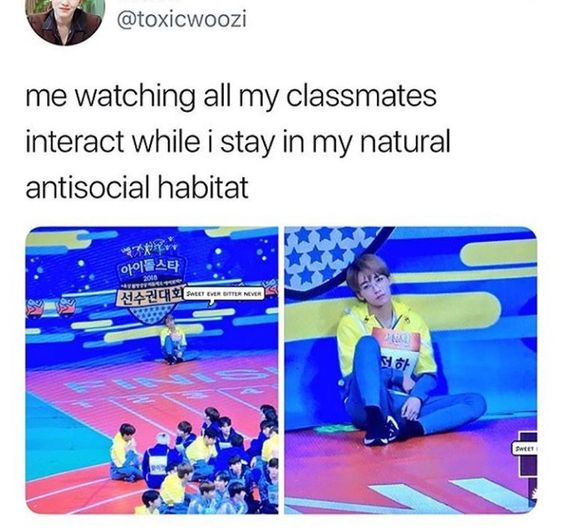 @toxicwoozi
me watching all my classmates
interact while i stay in my natural
antisocial habitat
아이돌스타
2018
선수권대회
SWEET EVER BITTER NEVER
FINIS
SWEET